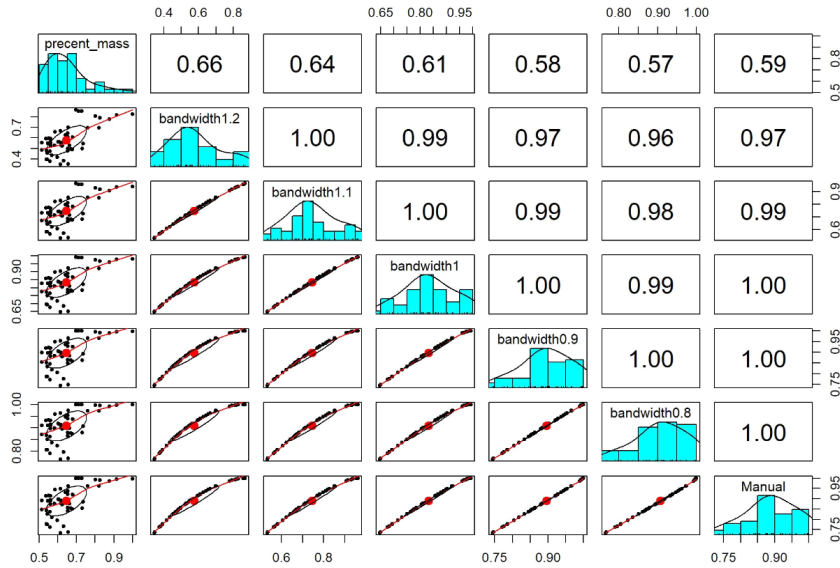 0.4 0.6 0.8
0.65 0.80 0.95
0.80 0.90 1.00
precent_mass
0.66
0.64
0.61
0.58
0.57
0.59
0.5 0.8
0.4 0.7
bandwidth1.2
1.00
0.99
0.97
0.96
0.97
bandwidth1.1
1.00
0.99
0.98
0.99
0.6 0.9
0.65 0.90
bandwidth1
1.00
0.99
1.00
bandwidth0.9
1.00
1.00
0.75 0.95
0.80 1.00
bandwidth0.8
1.00
Manual
0.75 0.95
0.5 0.7 0.9
0.6 0.8
0.75 0.90
0.75 0.90